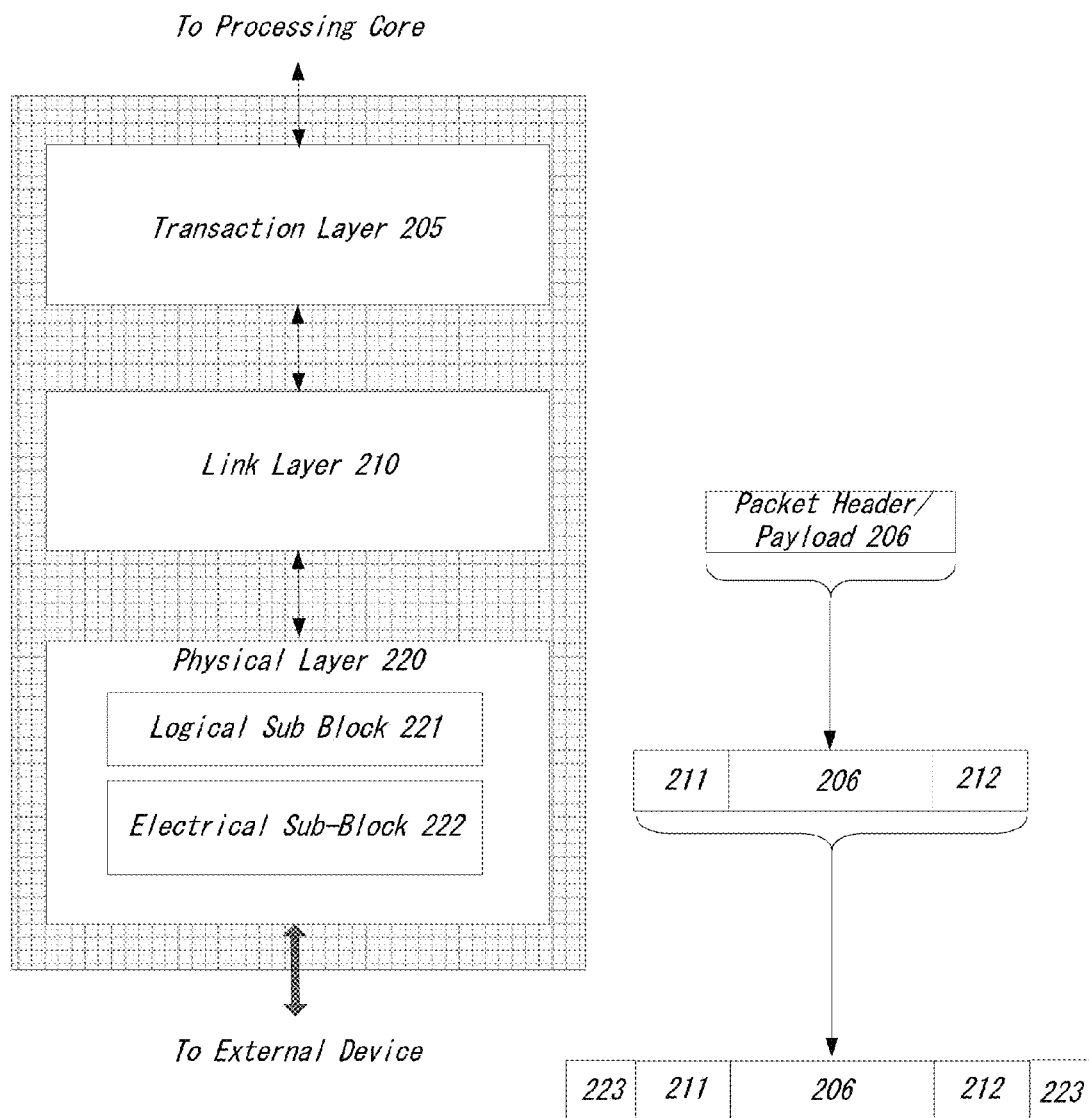 To Processing Core
Transaction Layer 205
Link Layer 210
Physical Layer 220
Logical Sub Block 221
Electrical Sub-Block 222
To External Device
Packet Header/
Payload 206
211 206 212
223 211 206 212 223